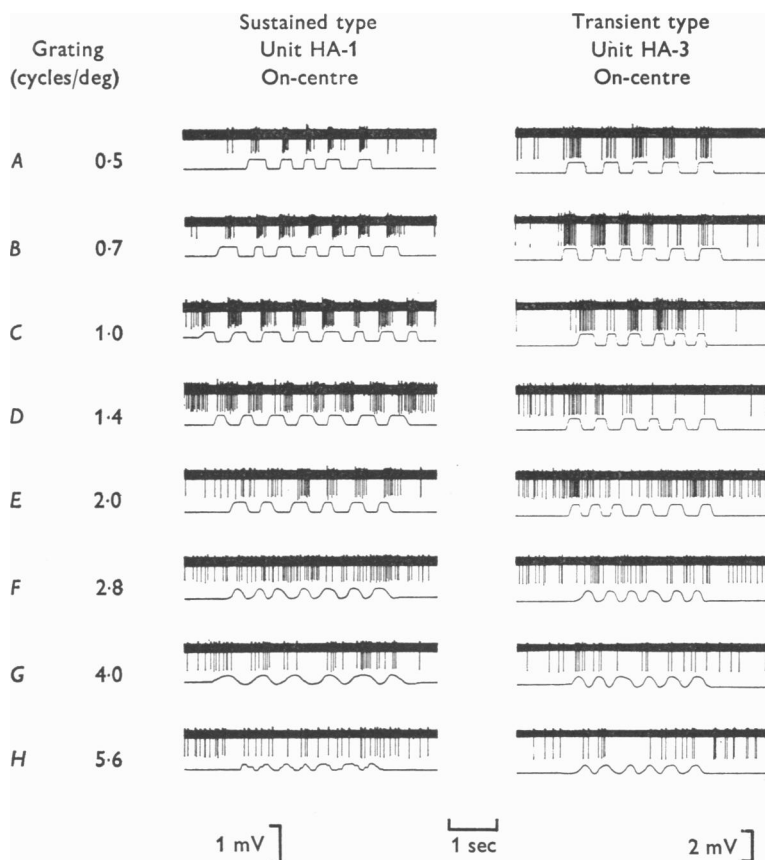 Sustained type Transient type
Grating Unit HA-1 Unit HA-3
(cycles/deg) On-centre On-centre
A 0·5
B 0·7
C 1·0
D 1·4
E 2·0
F 2·8
G 4·0
H 5·6
1 mV 1 sec 2 mV